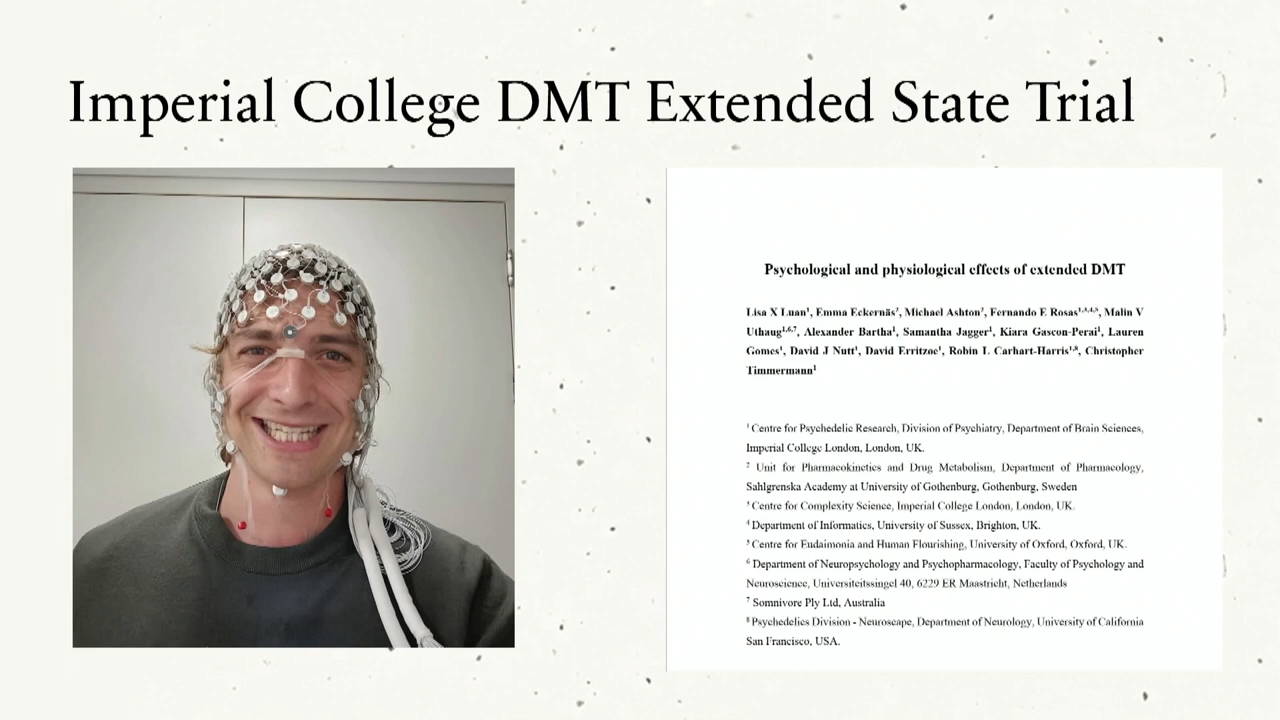 Imperial College DMT Extended State Trial
Psychological and physiological effects of extended DMT
Lisa X Luan¹, Emma Eckernäs², Michael Ashton², Fernando E Rosas¹,³,⁴,⁵, Malin V
Uthaug¹,⁶,⁷, Alexander Bartha¹, Samantha Jagger¹, Kiara Gascon-Perai¹, Lauren
Gomes¹, David J Nutt¹, David Erritzoe¹, Robin L Carhart-Harris¹,⁸, Christopher
Timmermann¹
¹ Centre for Psychedelic Research, Division of Psychiatry, Department of Brain Sciences,
Imperial College London, London, UK.
² Unit for Pharmacokinetics and Drug Metabolism, Department of Pharmacology,
Sahlgrenska Academy at University of Gothenburg, Gothenburg, Sweden
³ Centre for Complexity Science, Imperial College London, London, UK.
⁴ Department of Informatics, University of Sussex, Brighton, UK.
⁵ Centre for Eudaimonia and Human Flourishing, University of Oxford, Oxford, UK.
⁶ Department of Neuropsychology and Psychopharmacology, Faculty of Psychology and
Neuroscience, Universiteitssingel 40, 6229 ER Maastricht, Netherlands
⁷ Somnivore Ply Ltd, Australia
⁸ Psychedelics Division - Neuroscape, Department of Neurology, University of California
San Francisco, USA.